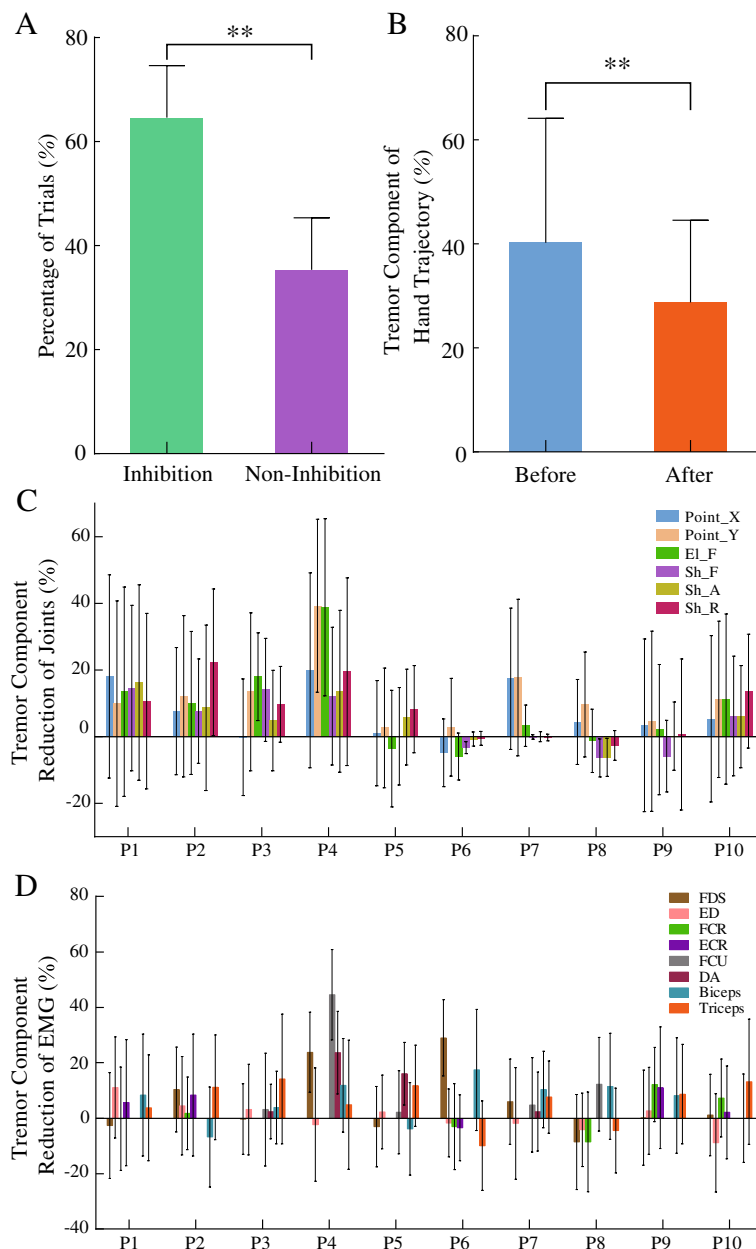 A
Percentage of Trials (%)
80
60
40
20
0
**
Inhibition
Non-Inhibition
B
Tremor Component of
Hand Trajectory (%)
80
60
40
20
0
**
Before
After
C
Tremor Component
Reduction of Joints (%)
60
40
20
0
-20
Point_X
Point_Y
El_F
Sh_F
Sh_A
Sh_R
P1 P2 P3 P4 P5 P6 P7 P8 P9 P10
D
Tremor Component
Reduction of EMG (%)
80
60
40
20
0
-20
-40
FDS
ED
FCR
ECR
FCU
DA
Biceps
Triceps
P1 P2 P3 P4 P5 P6 P7 P8 P9 P10